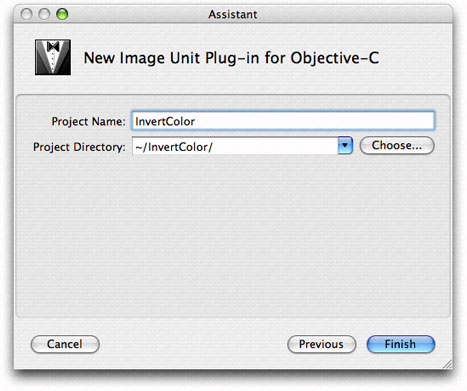 Assistant
New Image Unit Plug-in for Objective-C
Project Name: InvertColor
Project Directory: ~/InvertColor/ Choose...
Cancel Previous Finish